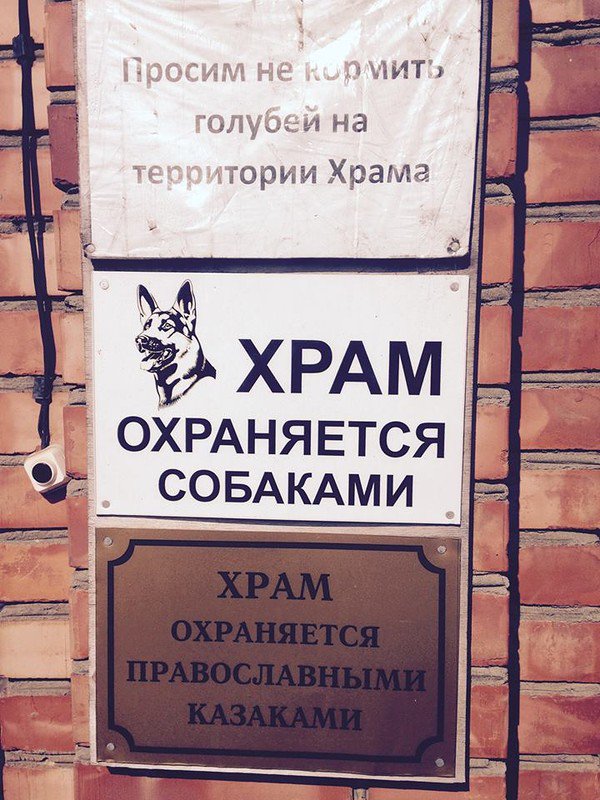 Просим не кормить
голубей на
территории Храма
ХРАМ
ОХРАНЯЕТСЯ
СОБАКАМИ
ХРАМ
ОХРАНЯЕТСЯ
ПРАВОСЛАВНЫМИ
КАЗАКАМИ